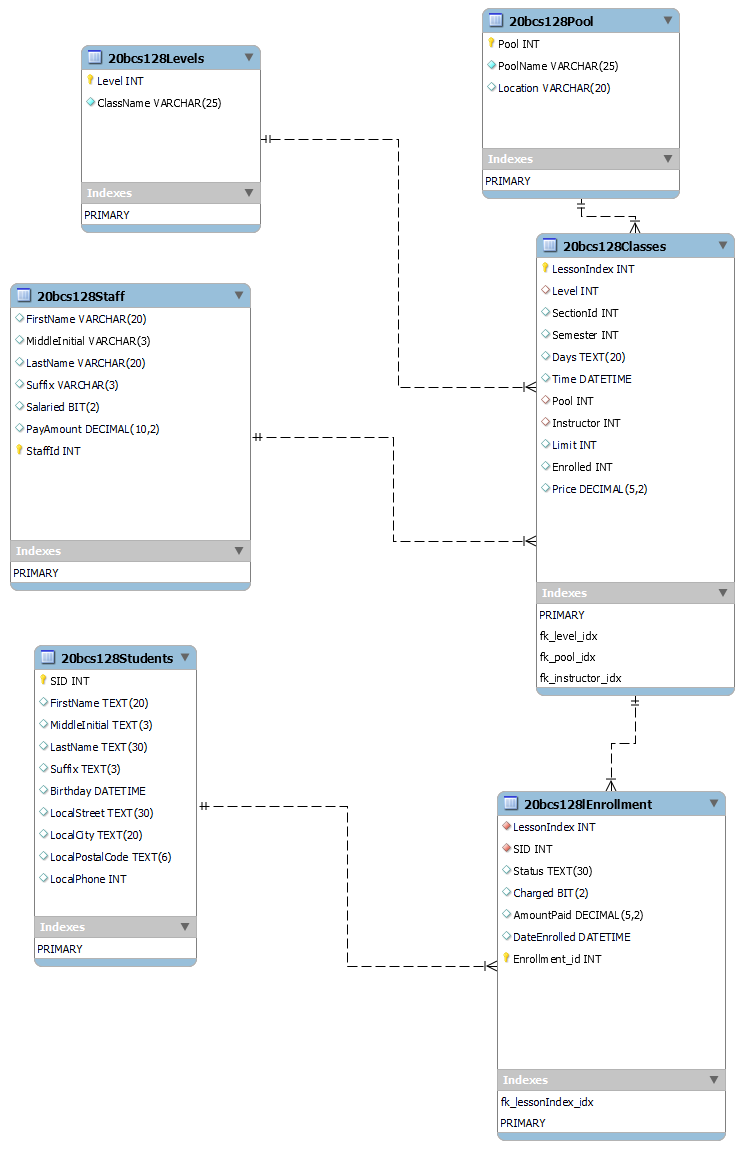 20bcs128Levels
Level INT
ClassName VARCHAR(25)
Indexes
PRIMARY
20bcs128Pool
Pool INT
PoolName VARCHAR(25)
Location VARCHAR(20)
Indexes
PRIMARY
20bcs128Staff
FirstName VARCHAR(20)
MiddleInitial VARCHAR(3)
LastName VARCHAR(20)
Suffix VARCHAR(3)
Salaried BIT(2)
PayAmount DECIMAL(10,2)
StaffId INT
Indexes
PRIMARY
20bcs128Classes
LessonIndex INT
Level INT
SectionId INT
Semester INT
Days TEXT(20)
Time DATETIME
Pool INT
Instructor INT
Limit INT
Enrolled INT
Price DECIMAL(5,2)
Indexes
PRIMARY
fk_level_idx
fk_pool_idx
fk_instructor_idx
20bcs128Students
SID INT
FirstName TEXT(20)
MiddleInitial TEXT(3)
LastName TEXT(30)
Suffix TEXT(3)
Birthday DATETIME
LocalStreet TEXT(30)
LocalCity TEXT(20)
LocalPostalCode TEXT(6)
LocalPhone INT
Indexes
PRIMARY
20bcs128lEnrollment
LessonIndex INT
SID INT
Status TEXT(30)
Charged BIT(2)
AmountPaid DECIMAL(5,2)
DateEnrolled DATETIME
Enrollment_id INT
Indexes
fk_lessonIndex_idx
PRIMARY